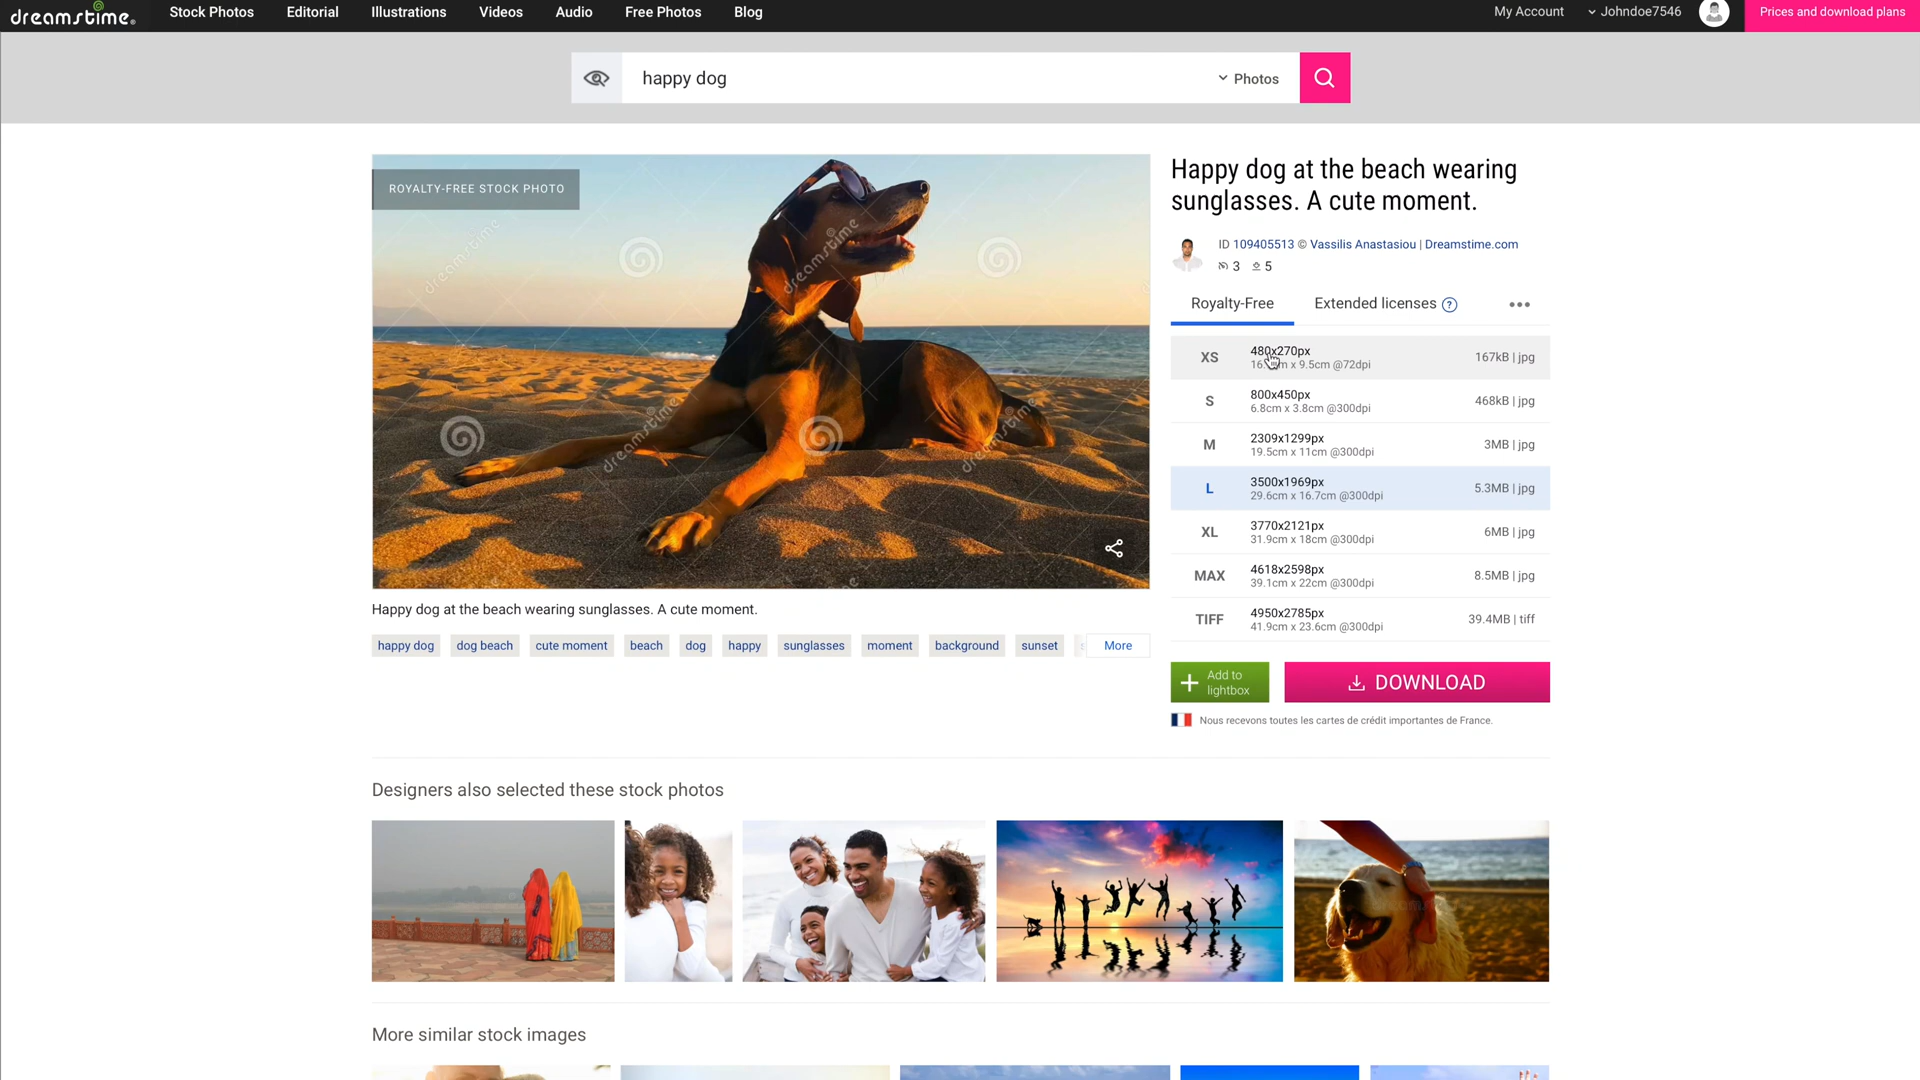 dreamstime.
Stock Photos
Editorial
Illustrations
Videos
Audio
Free Photos
Blog
My Account
Johndoe7546
Prices and download plans
happy dog
Photos
ROYALTY-FREE STOCK PHOTO
dreamstime
dreamstime
dreamstime
dreamstime
Happy dog at the beach wearing
sunglasses. A cute moment.
ID 109405513 © Vassilis Anastasiou | Dreamstime.com
3 5
Royalty-Free
Extended licenses ?
XS 480x270px 167kB | jpg
x 9.5cm @72dpi
S 800x450px 468kB | jpg
6.8cm x 3.8cm @300dpi
M 2309x1299px 3MB | jpg
19.5cm x 11cm @300dpi
L 3500x1969px 5.3MB | jpg
29.6cm x 16.7cm @300dpi
XL 3770x2121px 6MB | jpg
31.9cm x 18cm @300dpi
MAX 4618x2598px 8.5MB | jpg
39.1cm x 22cm @300dpi
TIFF 4950x2785px 39.4MB | tiff
41.9cm x 23.6cm @300dpi
Add to
lightbox
DOWNLOAD
Nous recevons toutes les cartes de crédit importantes de France.
Happy dog at the beach wearing sunglasses. A cute moment.
happy dog
dog beach
cute moment
beach
dog
happy
sunglasses
moment
background
sunset
More
Designers also selected these stock photos
More similar stock images